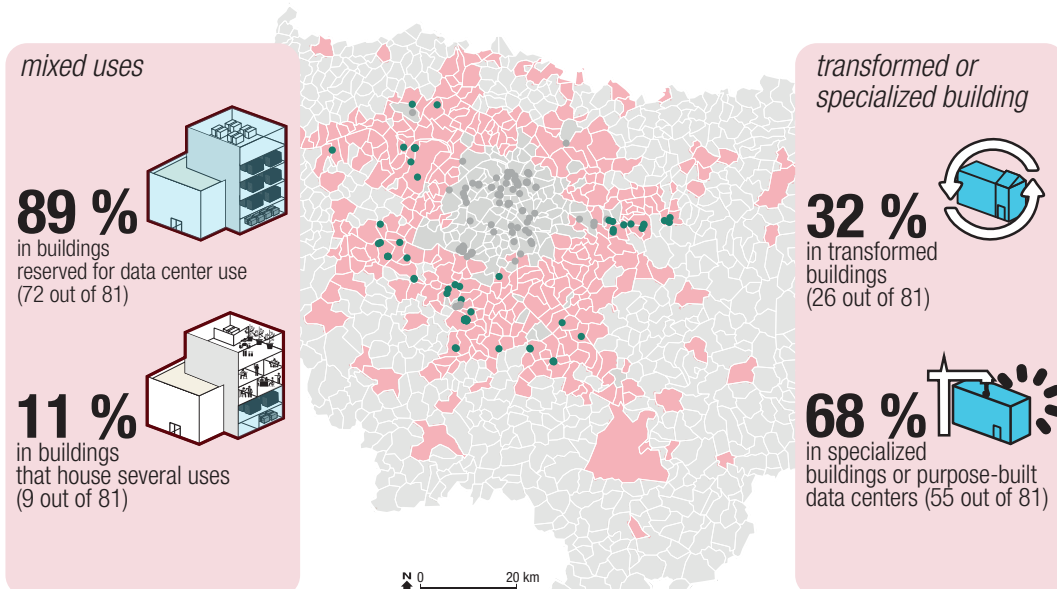 mixed uses
89 %
in buildings
reserved for data center use
(72 out of 81)
11 %
in buildings
that house several uses
(9 out of 81)
N 0 20 km
transformed or
specialized building
32 %
in transformed
buildings
(26 out of 81)
68 %
in specialized
buildings or purpose-built
data centers (55 out of 81)